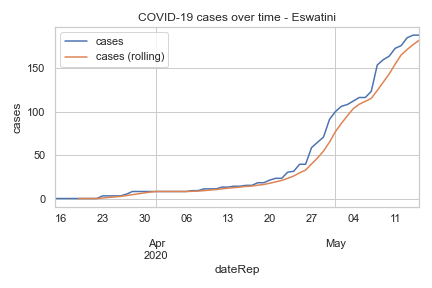 COVID-19 cases over time - Eswatini
cases
cases (rolling)
cases
150
100
50
0
16 23 30 06 13 20 27 04 11
Apr May
2020
dateRep